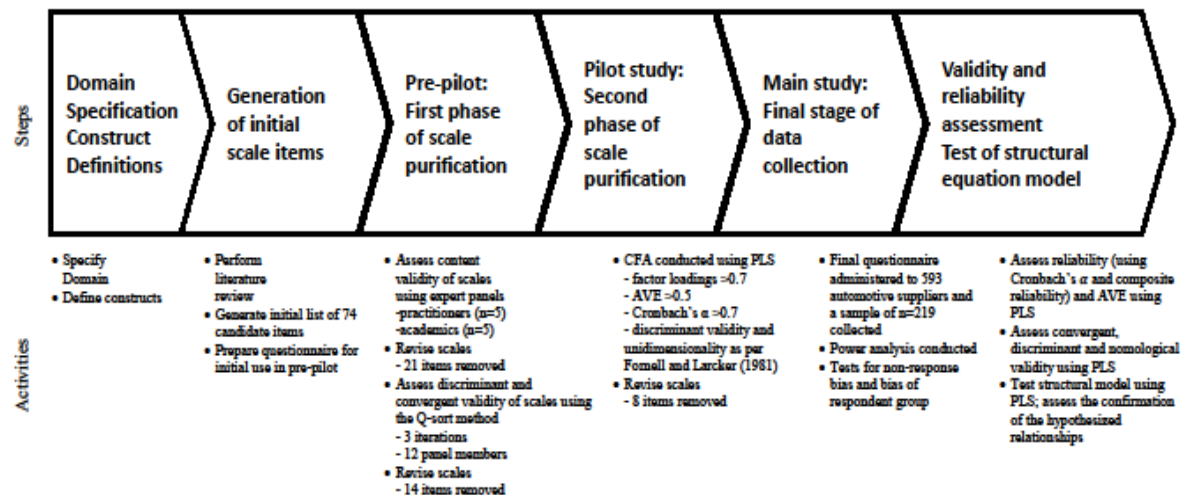 Steps
Domain
Specification
Construct
Definitions
Generation
of initial
scale items
Pre-pilot:
First phase
of scale
purification
Pilot study:
Second
phase of
scale
purification
Main study:
Final stage of
data
collection
Validity and
reliability
assessment
Test of structural
equation model
Activities
• Specify
Domain
• Define constructs
• Perform
literature
review
• Generate initial list of 74
candidate items
• Prepare questionnaire for
initial use in pre-pilot
• Assess content
validity of scales
using expert panels
-practitioners (n=5)
-academics (n=5)
• Revise scales
- 21 items removed
• Assess discriminant and
convergent validity of scales using
the Q-sort method
- 3 iterations
- 12 panel members
• Revise scales
- 14 items removed
• CFA conducted using PLS
- factor loadings >0.7
- AVE >0.5
- Cronbach's α >0.7
- discriminant validity and
unidimensionality as per
Fornell and Larcker (1981)
• Revise scales
- 8 items removed
• Final questionnaire
administered to 593
automotive suppliers and
a sample of n=219
collected
• Power analysis conducted
• Tests for non-response
bias and bias of
respondent group
• Assess reliability (using
Cronbach's α and composite
reliability) and AVE using
PLS
• Assess convergent,
discriminant and nomological
validity using PLS
• Test structural model using
PLS; assess the confirmation
of the hypothesized
relationships